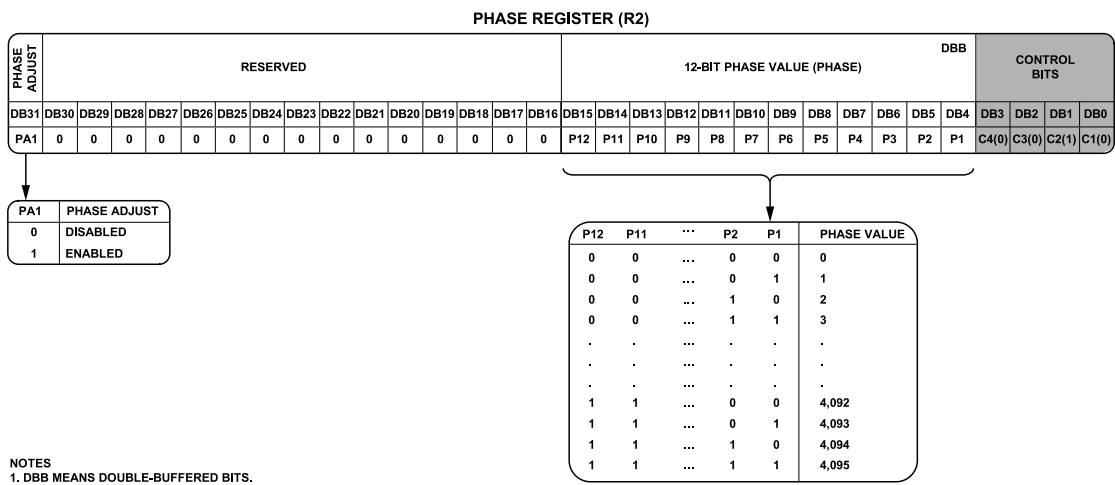 PHASE REGISTER (R2)
PHASE ADJUST
RESERVED
12-BIT PHASE VALUE (PHASE)
DBB
CONTROL
BITS
DB31 DB30 DB29 DB28 DB27 DB26 DB25 DB24 DB23 DB22 DB21 DB20 DB19 DB18 DB17 DB16 DB15 DB14 DB13 DB12 DB11 DB10 DB9 DB8 DB7 DB6 DB5 DB4 DB3 DB2 DB1 DB0
PA1 0 0 0 0 0 0 0 0 0 0 0 0 0 0 0 P12 P11 P10 P9 P8 P7 P6 P5 P4 P3 P2 P1 C4(0) C3(0) C2(1) C1(0)
PA1 PHASE ADJUST
0 DISABLED
1 ENABLED
P12 P11 ... P2 P1 PHASE VALUE
0 0 ... 0 0 0
0 0 ... 0 1 1
0 0 ... 1 0 2
0 0 ... 1 1 3
. . ... . . .
. . ... . . .
. . ... . . .
1 1 ... 0 0 4,092
1 1 ... 0 1 4,093
1 1 ... 1 0 4,094
1 1 ... 1 1 4,095
NOTES
1. DBB MEANS DOUBLE-BUFFERED BITS.